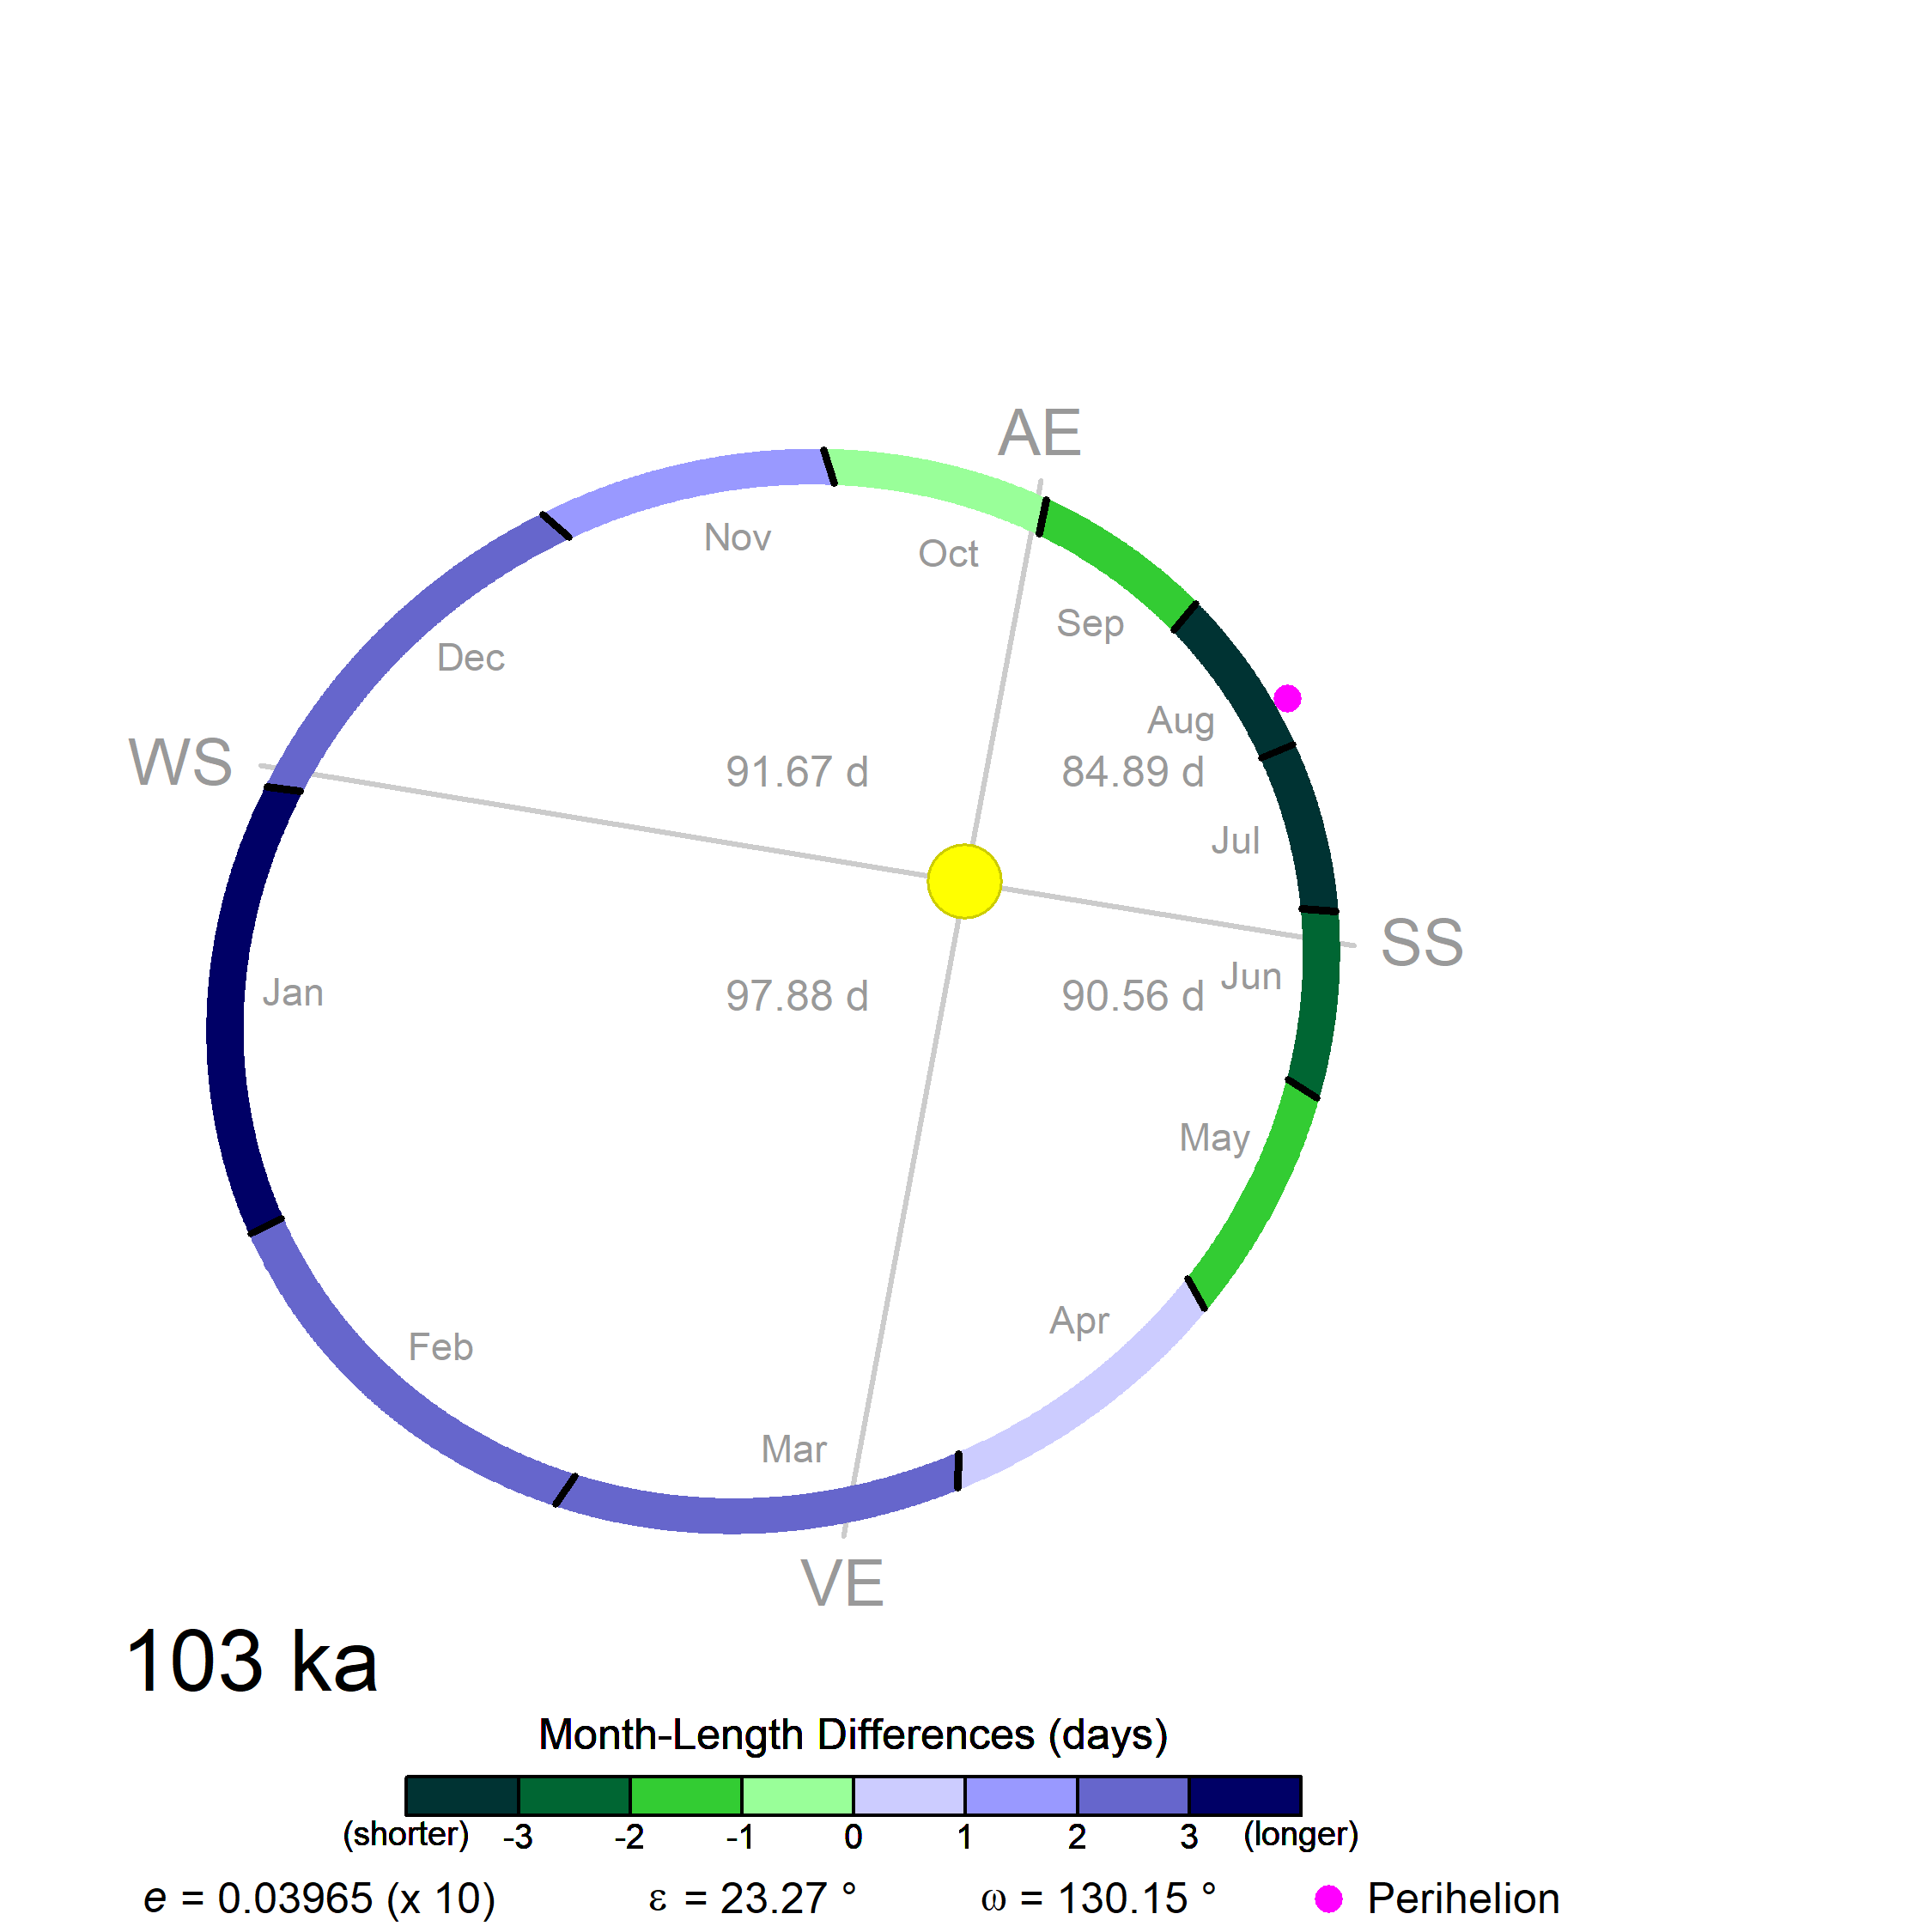 AE
Nov
Oct
Sep
Dec
Aug
WS
91.67 d
84.89 d
Jul
SS
Jun
97.88 d
90.56 d
Jan
May
Apr
Feb
Mar
VE
103 ka
Month-Length Differences (days)
(shorter) -3 -2 -1 0 1 2 3 (longer)
e = 0.03965 (x 10) ε = 23.27 ° ω = 130.15 ° Perihelion